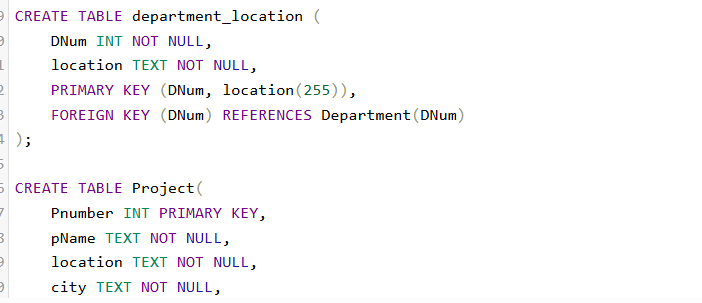 CREATE TABLE department_location (
DNum INT NOT NULL,
location TEXT NOT NULL,
PRIMARY KEY (DNum, location(255)),
FOREIGN KEY (DNum) REFERENCES Department(DNum)
);
CREATE TABLE Project(
Pnumber INT PRIMARY KEY,
pName TEXT NOT NULL,
location TEXT NOT NULL,
city TEXT NOT NULL,